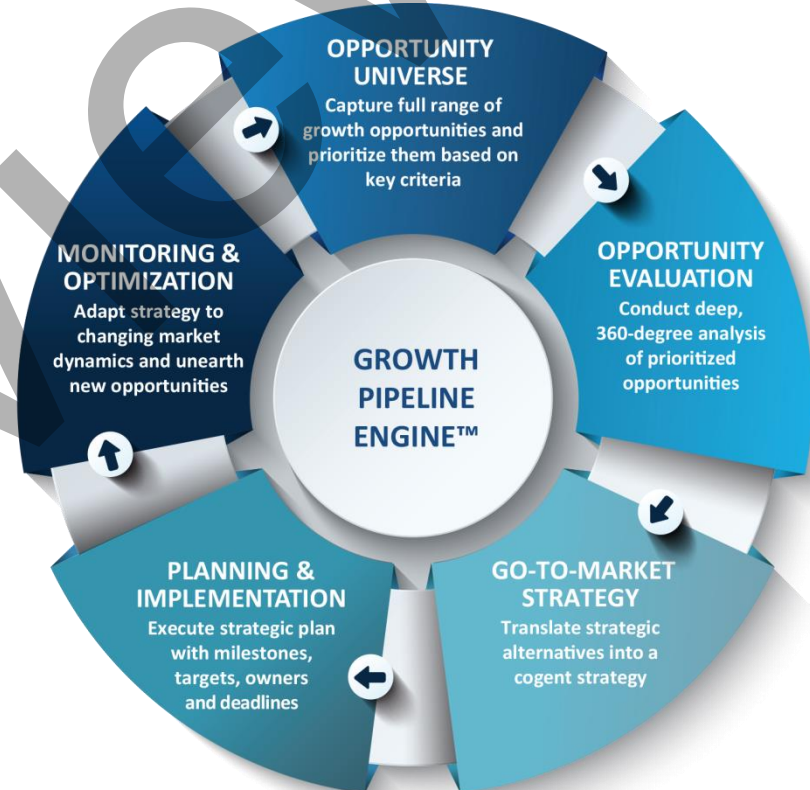 OPPORTUNITY
UNIVERSE
Capture full range of
growth opportunities and
prioritize them based on
key criteria
OPPORTUNITY
EVALUATION
Conduct deep,
360-degree analysis
of prioritized
opportunities
GO-TO-MARKET
STRATEGY
Translate strategic
alternatives into a
cogent strategy
PLANNING &
IMPLEMENTATION
Execute strategic plan
with milestones,
targets, owners
and deadlines
MONITORING &
OPTIMIZATION
Adapt strategy to
changing market
dynamics and unearth
new opportunities
GROWTH
PIPELINE
ENGINE™